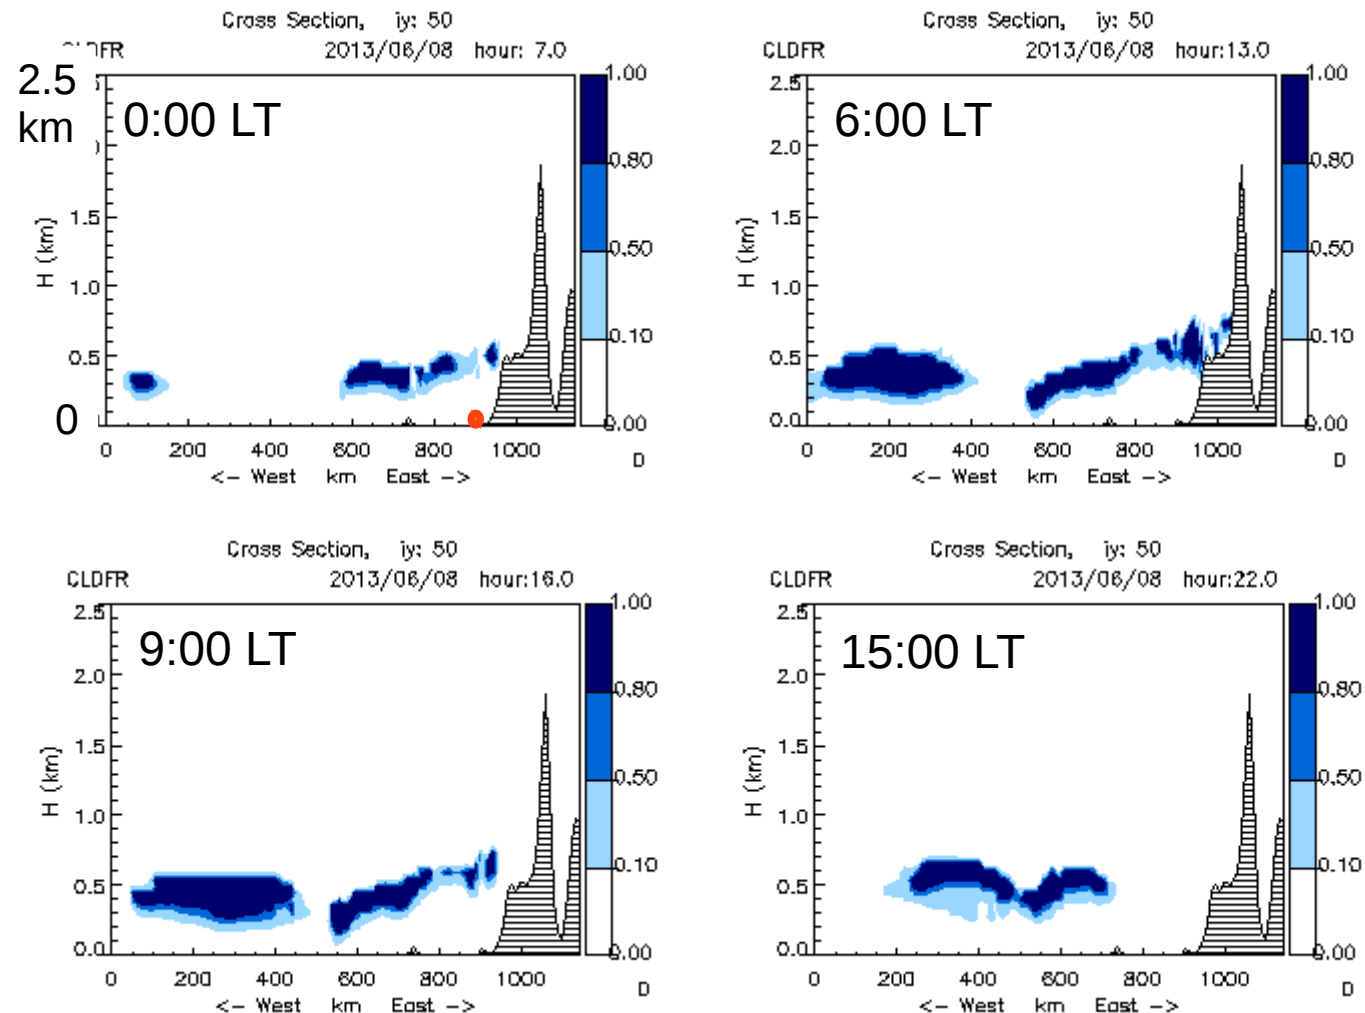 Cross Section, iy: 50
CLDFR 2013/06/08 hour: 7.0
2.5 km
0:00 LT
1.5
1.0
0.5
0
H (km)
0 200 400 600 800 1000
<- West km East ->
1.00
0.80
0.50
0.10
0.00
D
Cross Section, iy: 50
CLDFR 2013/06/08 hour:13.0
6:00 LT
2.5
2.0
1.5
1.0
0.5
0.0
H (km)
0 200 400 600 800 1000
<- West km East ->
1.00
0.80
0.50
0.10
0.00
D
Cross Section, iy: 50
CLDFR 2013/06/08 hour:16.0
9:00 LT
2.5
2.0
1.5
1.0
0.5
0.0
H (km)
0 200 400 600 800 1000
<- West km East ->
1.00
0.80
0.50
0.10
0.00
D
Cross Section, iy: 50
CLDFR 2013/06/08 hour:22.0
15:00 LT
2.5
2.0
1.5
1.0
0.5
0.0
H (km)
0 200 400 600 800 1000
<- West km East ->
1.00
0.80
0.50
0.10
0.00
D